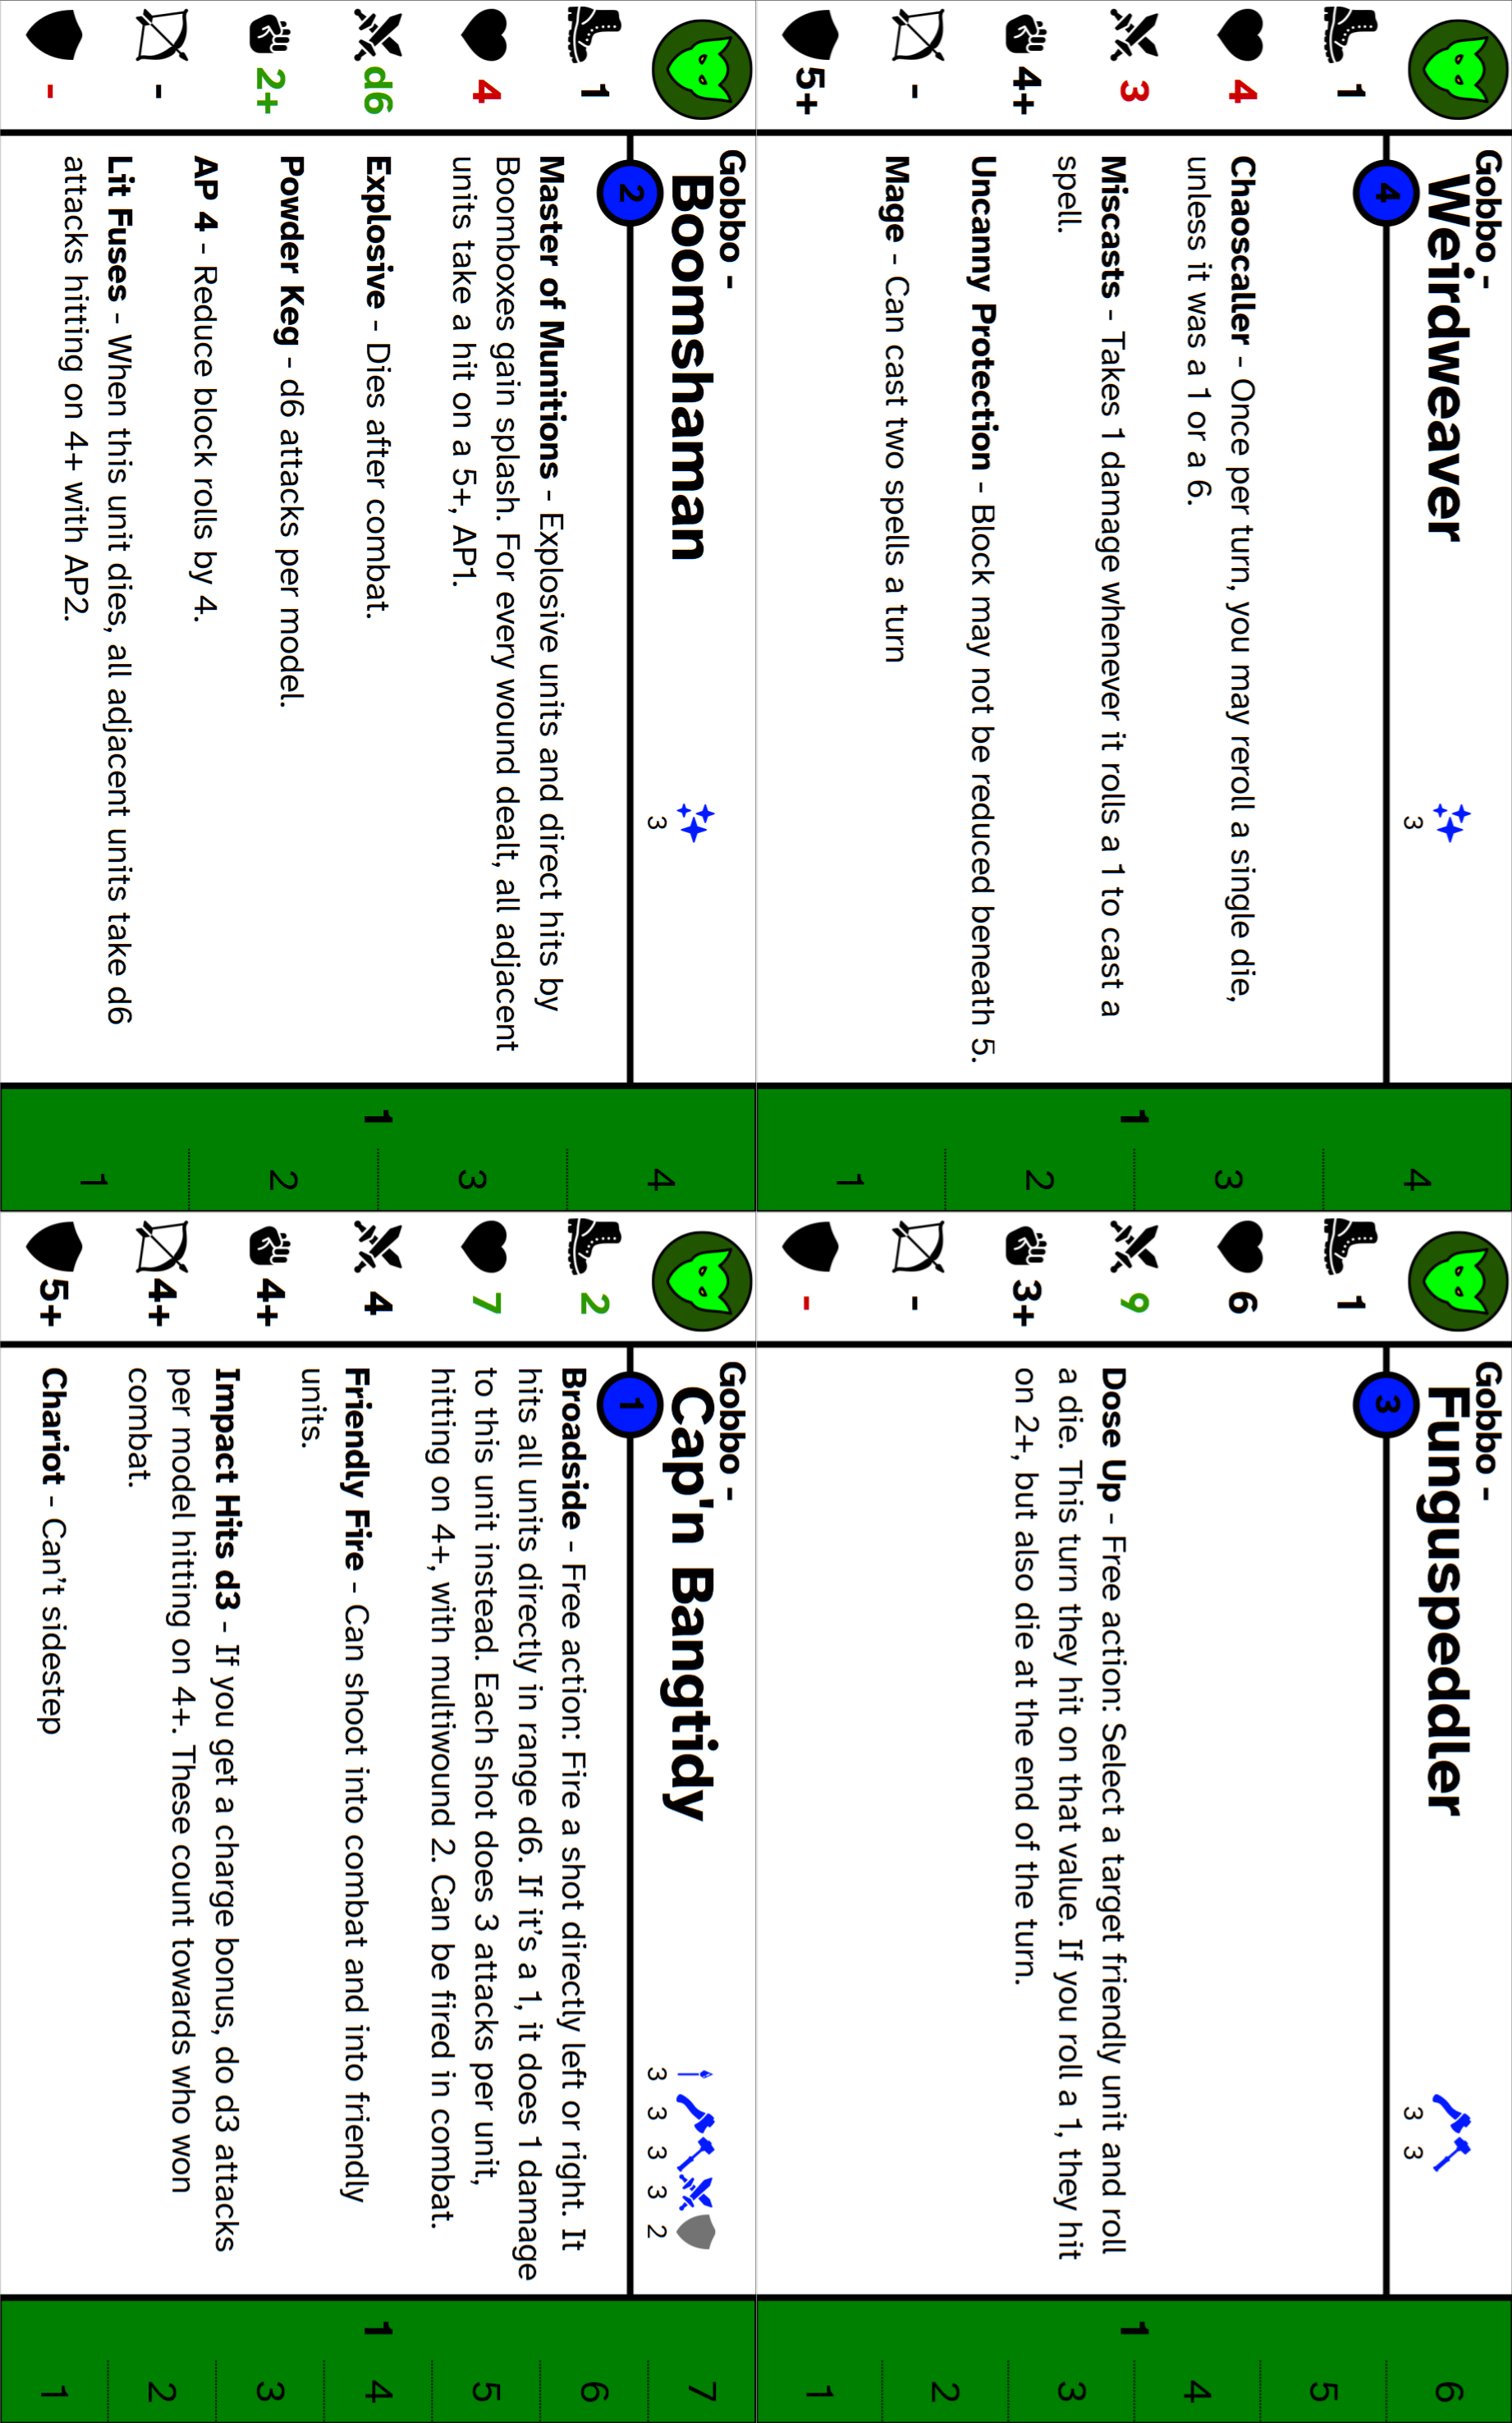 Gobbo -
Weirdweaver
3
4
1
4
3
4+
-
5+
Chaoscaller - Once per turn, you may reroll a single die,
unless it was a 1 or a 6.
Miscasts - Takes 1 damage whenever it rolls a 1 to cast a
spell.
Uncanny Protection - Block may not be reduced beneath 5.
Mage - Can cast two spells a turn
1
4
3
2
1
Gobbo -
Funguspeddler
3 3
3
1
6
9
3+
-
-
Dose Up - Free action: Select a target friendly unit and roll
a die. This turn they hit on that value. If you roll a 1, they hit
on 2+, but also die at the end of the turn.
1
6
5
4
3
2
1
Gobbo -
Boomshaman
3
2
1
4
d6
2+
-
-
Master of Munitions - Explosive units and direct hits by
Boomboxes gain splash. For every wound dealt, all adjacent
units take a hit on a 5+, AP1.
Explosive - Dies after combat.
Powder Keg - d6 attacks per model.
AP 4 - Reduce block rolls by 4.
Lit Fuses - When this unit dies, all adjacent units take d6
attacks hitting on 4+ with AP2.
1
4
3
2
1
Gobbo -
Cap'n Bangtidy
3 3 3 3 2
1
2
7
4
4+
4+
5+
Broadside - Free action: Fire a shot directly left or right. It
hits all units directly in range d6. If it's a 1, it does 1 damage
to this unit instead. Each shot does 3 attacks per unit,
hitting on 4+, with multiwound 2. Can be fired in combat.
Friendly Fire - Can shoot into combat and into friendly
units.
Impact Hits d3 - If you get a charge bonus, do d3 attacks
per model hitting on 4+. These count towards who won
combat.
Chariot - Can't sidestep
1
7
6
5
4
3
2
1